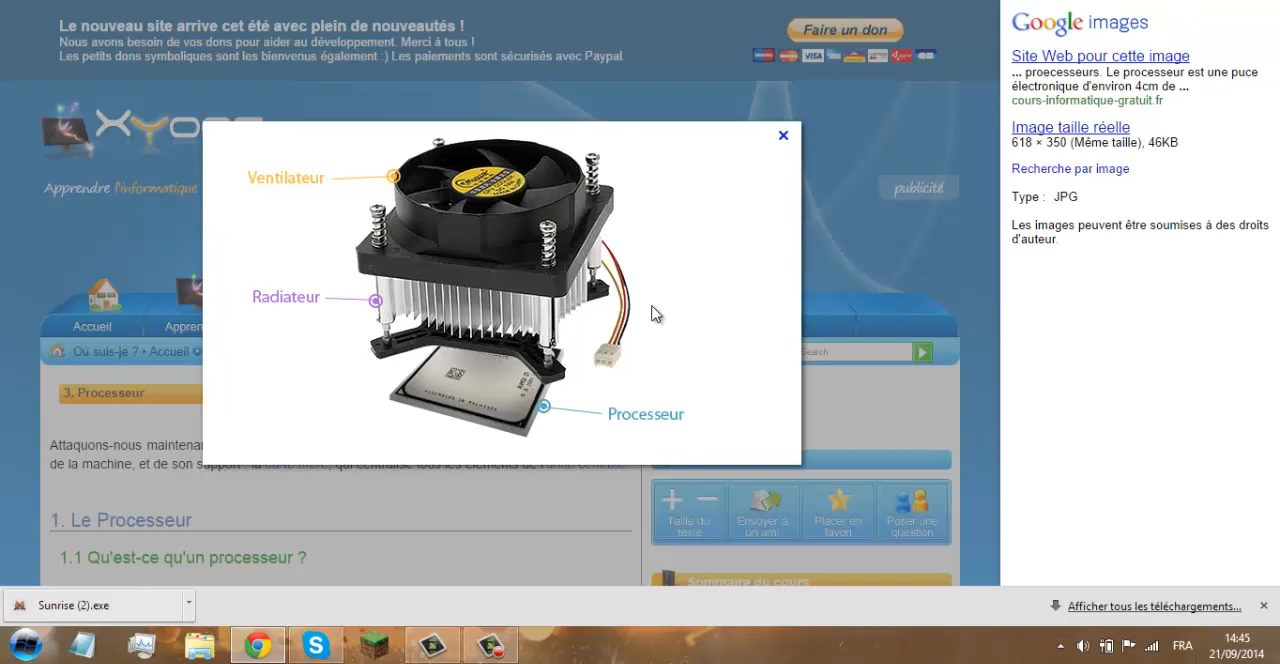 Le nouveau site arrive cet été avec plein de nouveautés !
Nous avons besoin de vos dons pour aider au développement. Merci à tous !
Les petits dons symboliques sont les bienvenus également :) Les paiements sont sécurisés avec Paypal.
Faire un don
VISA
Apprendre l'informatique
publicité
Ventilateur
Radiateur
Processeur
Accueil
Appren
Où suis-je ? • Accueil
Search
3. Processeur
Attaquons-nous maintenan
de la machine, et de son support : la carte mère, qui centralise tous les éléments de l'unité centrale.
1. Le Processeur
1.1 Qu'est-ce qu'un processeur ?
Taille du texte
Envoyer à un ami
Placer en favori
Poser une question
Sommaire du cours
Google images
Site Web pour cette image
... proecesseurs. Le processeur est une puce
électronique d'environ 4cm de ...
cours-informatique-gratuit.fr
Image taille réelle
618 × 350 (Même taille), 46KB
Recherche par image
Type : JPG
Les images peuvent être soumises à des droits
d'auteur.
Sunrise (2).exe
Afficher tous les téléchargements...
FRA
14:45
21/09/2014